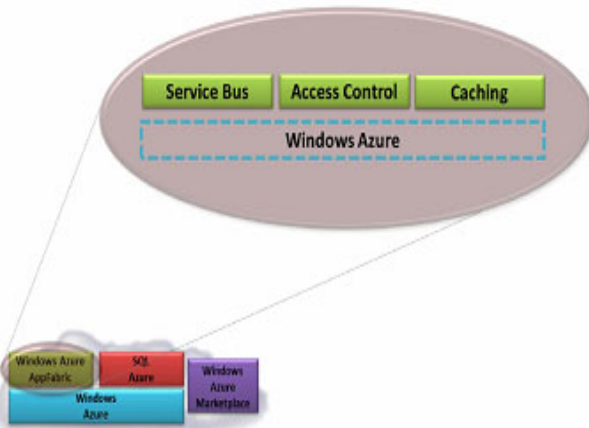 Service Bus
Access Control
Caching
Windows Azure
Windows Azure
AppFabric
SQL
Azure
Windows
Azure
Marketplace
Windows
Azure